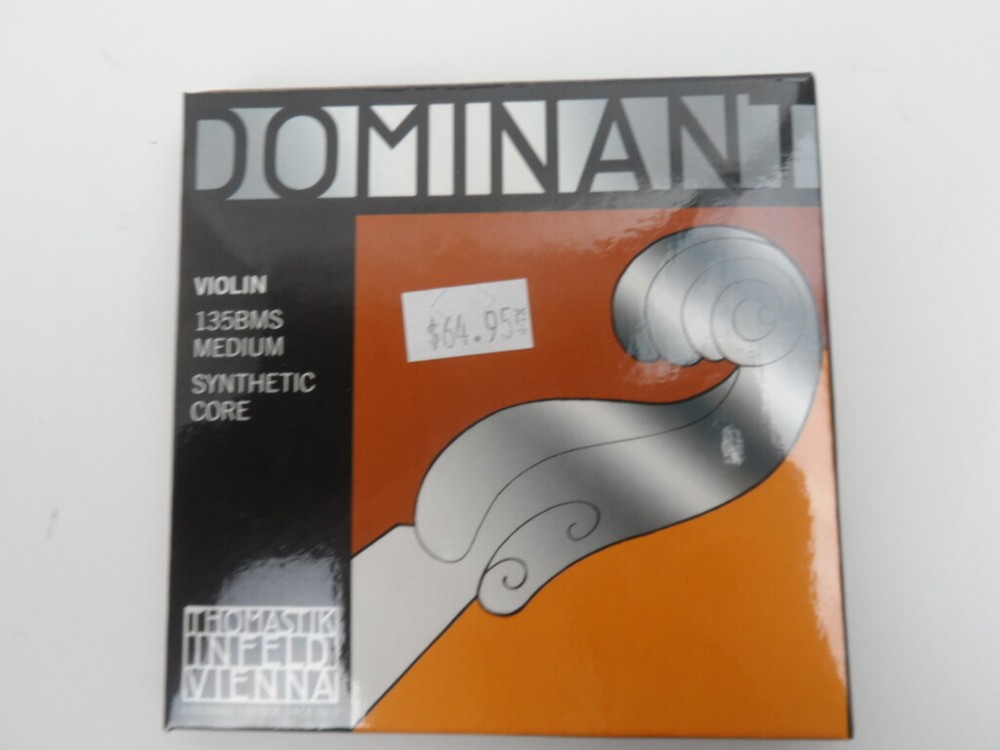 DOMINANT
VIOLIN
135BMS
MEDIUM
SYNTHETIC
CORE
$64.95
THOMASTIK
INFELD
VIENNA